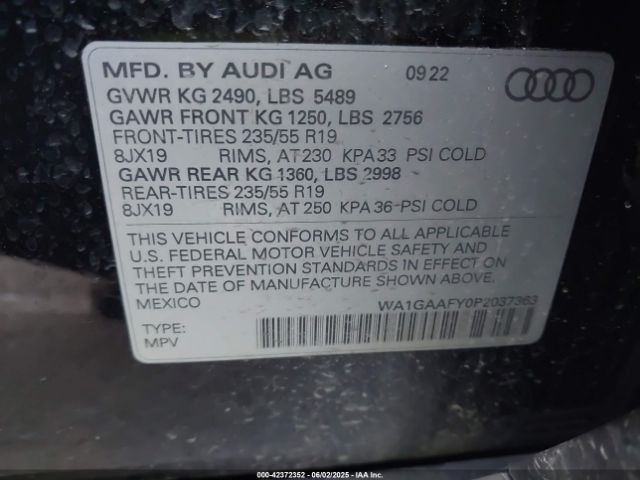 MFD. BY AUDI AG 09 22
GVWR KG 2490, LBS 5489
GAWR FRONT KG 1250, LBS 2756
FRONT-TIRES 235/55 R19
8JX19 RIMS, AT 230 KPA 33 PSI COLD
GAWR REAR KG 1360, LBS 2998
REAR-TIRES 235/55 R19
8JX19 RIMS, AT 250 KPA 36 PSI COLD
THIS VEHICLE CONFORMS TO ALL APPLICABLE
U.S. FEDERAL MOTOR VEHICLE SAFETY AND
THEFT PREVENTION STANDARDS IN EFFECT ON
THE DATE OF MANUFACTURE SHOWN ABOVE.
MEXICO WA1GAAFY0P2037363
TYPE:
MPV
000-42372352 | 06/02/2025 | IAA Inc.